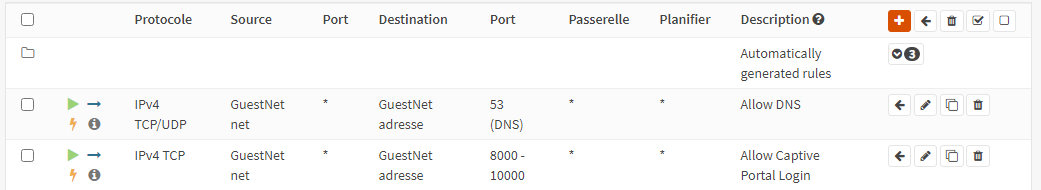 Protocole Source Port Destination Port Passerelle Planifier Description
Automatically
generated rules
3
IPv4 GuestNet * GuestNet 53 * * Allow DNS
TCP/UDP net adresse (DNS)
IPv4 TCP GuestNet * GuestNet 8000 - * * Allow Captive
net adresse 10000 Portal Login